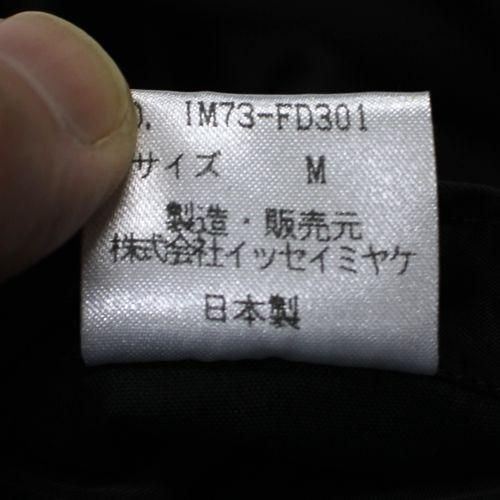 . IM73-FD301
サイズ M
製造・販売元
株式会社イッセイミヤケ
日本製